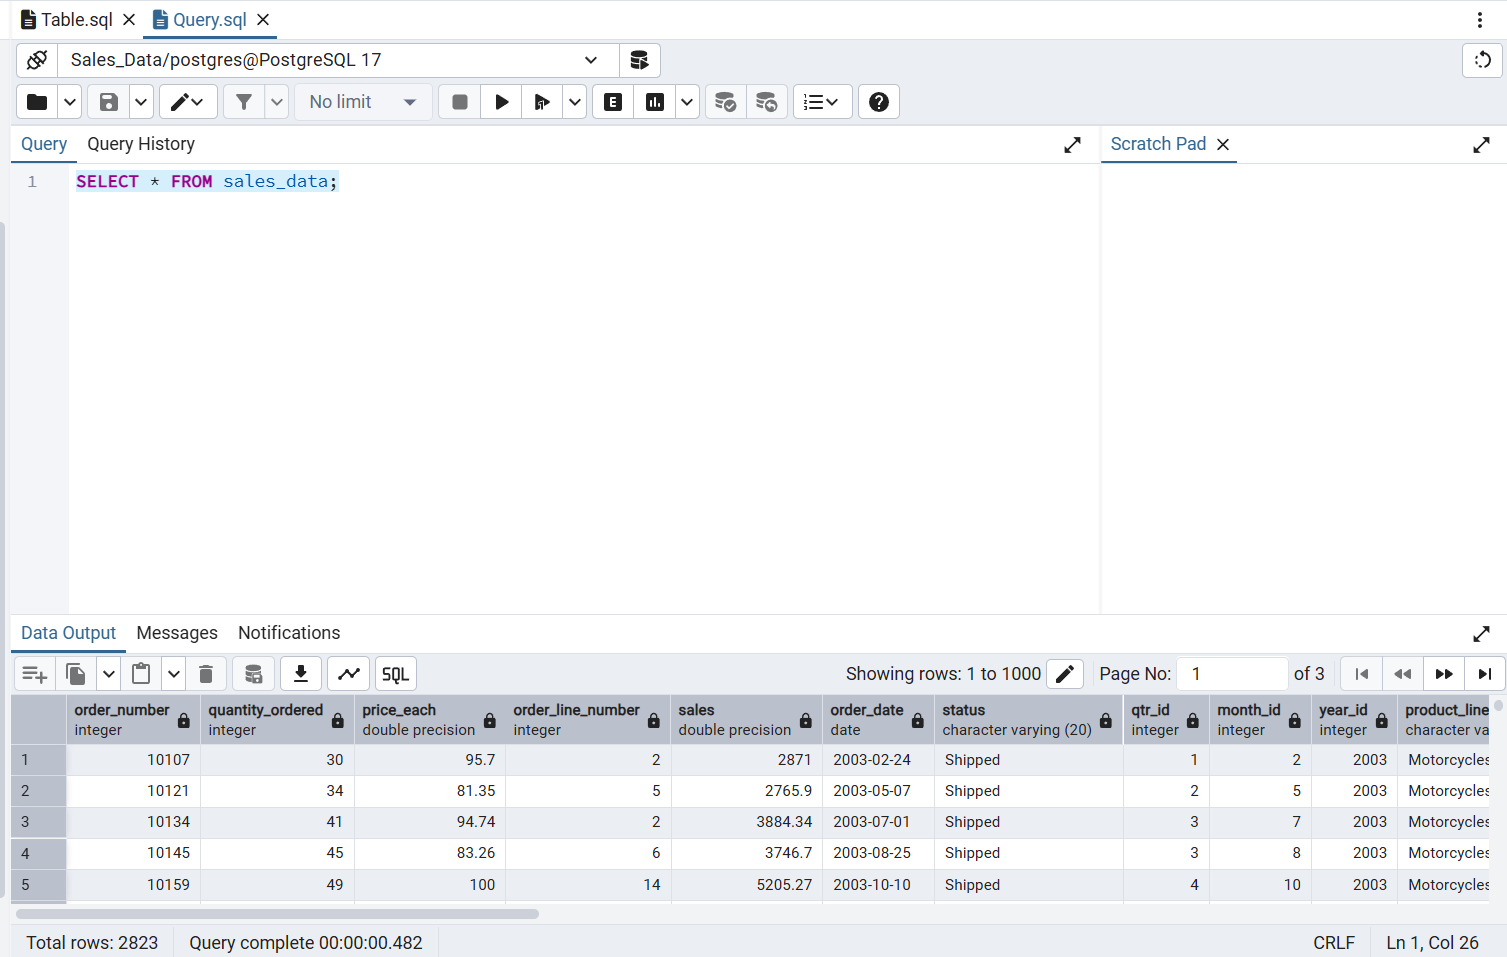 Table.sql Query.sql
Sales_Data/postgres@PostgreSQL 17
No limit E
Query Query History Scratch Pad
1 SELECT * FROM sales_data;
Data Output Messages Notifications
SQL Showing rows: 1 to 1000 Page No: 1 of 3
order_number quantity_ordered price_each order_line_number sales order_date status qtr_id month_id year_id product_line
integer integer double precision integer double precision date character varying (20) integer integer integer character va
1 10107 30 95.7 2 2871 2003-02-24 Shipped 1 2 2003 Motorcycles
2 10121 34 81.35 5 2765.9 2003-05-07 Shipped 2 5 2003 Motorcycles
3 10134 41 94.74 2 3884.34 2003-07-01 Shipped 3 7 2003 Motorcycles
4 10145 45 83.26 6 3746.7 2003-08-25 Shipped 3 8 2003 Motorcycles
5 10159 49 100 14 5205.27 2003-10-10 Shipped 4 10 2003 Motorcycles
Total rows: 2823 Query complete 00:00:00.482 CRLF Ln 1, Col 26